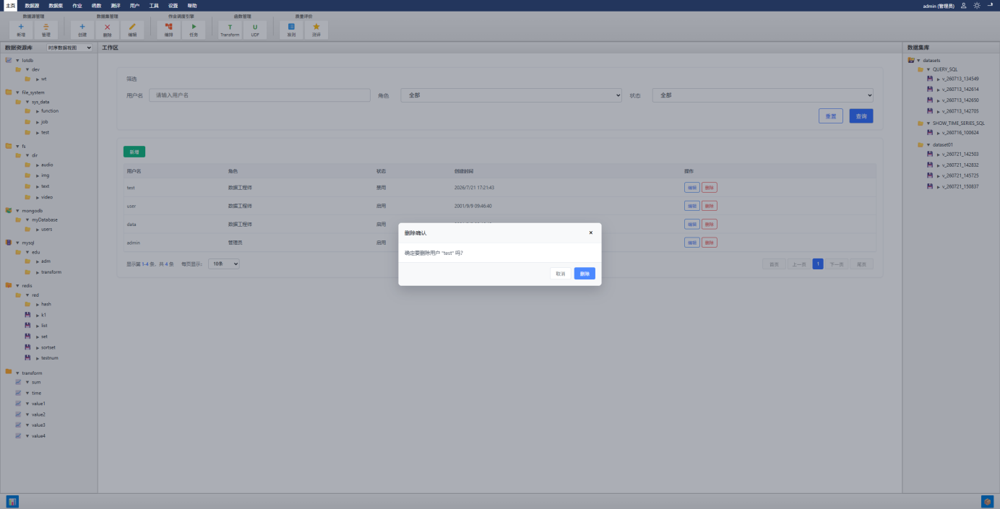 主页 数据源 数据集 作业 函数 测评 用户 工具 设置 帮助 admin (管理员)
数据源管理 数据集管理 作业调度引擎 函数管理 质量评价
新增 管理 创建 删除 编辑 编排 任务 Transform UDF 准则 测评
数据资源库 时序数据视图 工作区 数据集库
iotdb
dev
wt
file_system
sys_data
function
job
test
fs
dir
audio
img
text
video
mongodb
myDatabase
users
mysql
edu
adm
transform
redis
red
hash
k1
list
set
sortset
testnum
transform
sum
time
value1
value2
value3
value4
筛选
用户名 请输入用户名 角色 全部 状态 全部
重置 查询
新增
用户名 角色 状态 创建时间 操作
test 数据工程师 禁用 2026/7/21 17:21:43 编辑 删除
user 数据工程师 启用 2001/9/9 09:46:40 编辑 删除
data 数据工程师 启用 编辑 删除
admin 管理员 启用 编辑 删除
显示第 1-4 条，共 4 条 每页显示： 10条 首页 上一页 1 下一页 尾页
删除确认 ×
确定要删除用户 "test" 吗？
取消 删除
datasets
QUERY_SQL
v_260713_134549
v_260713_142614
v_260713_142650
v_260713_142705
SHOW_TIME_SERIES_SQL
v_260716_100624
dataset01
v_260721_142503
v_260721_142832
v_260721_145725
v_260721_150837